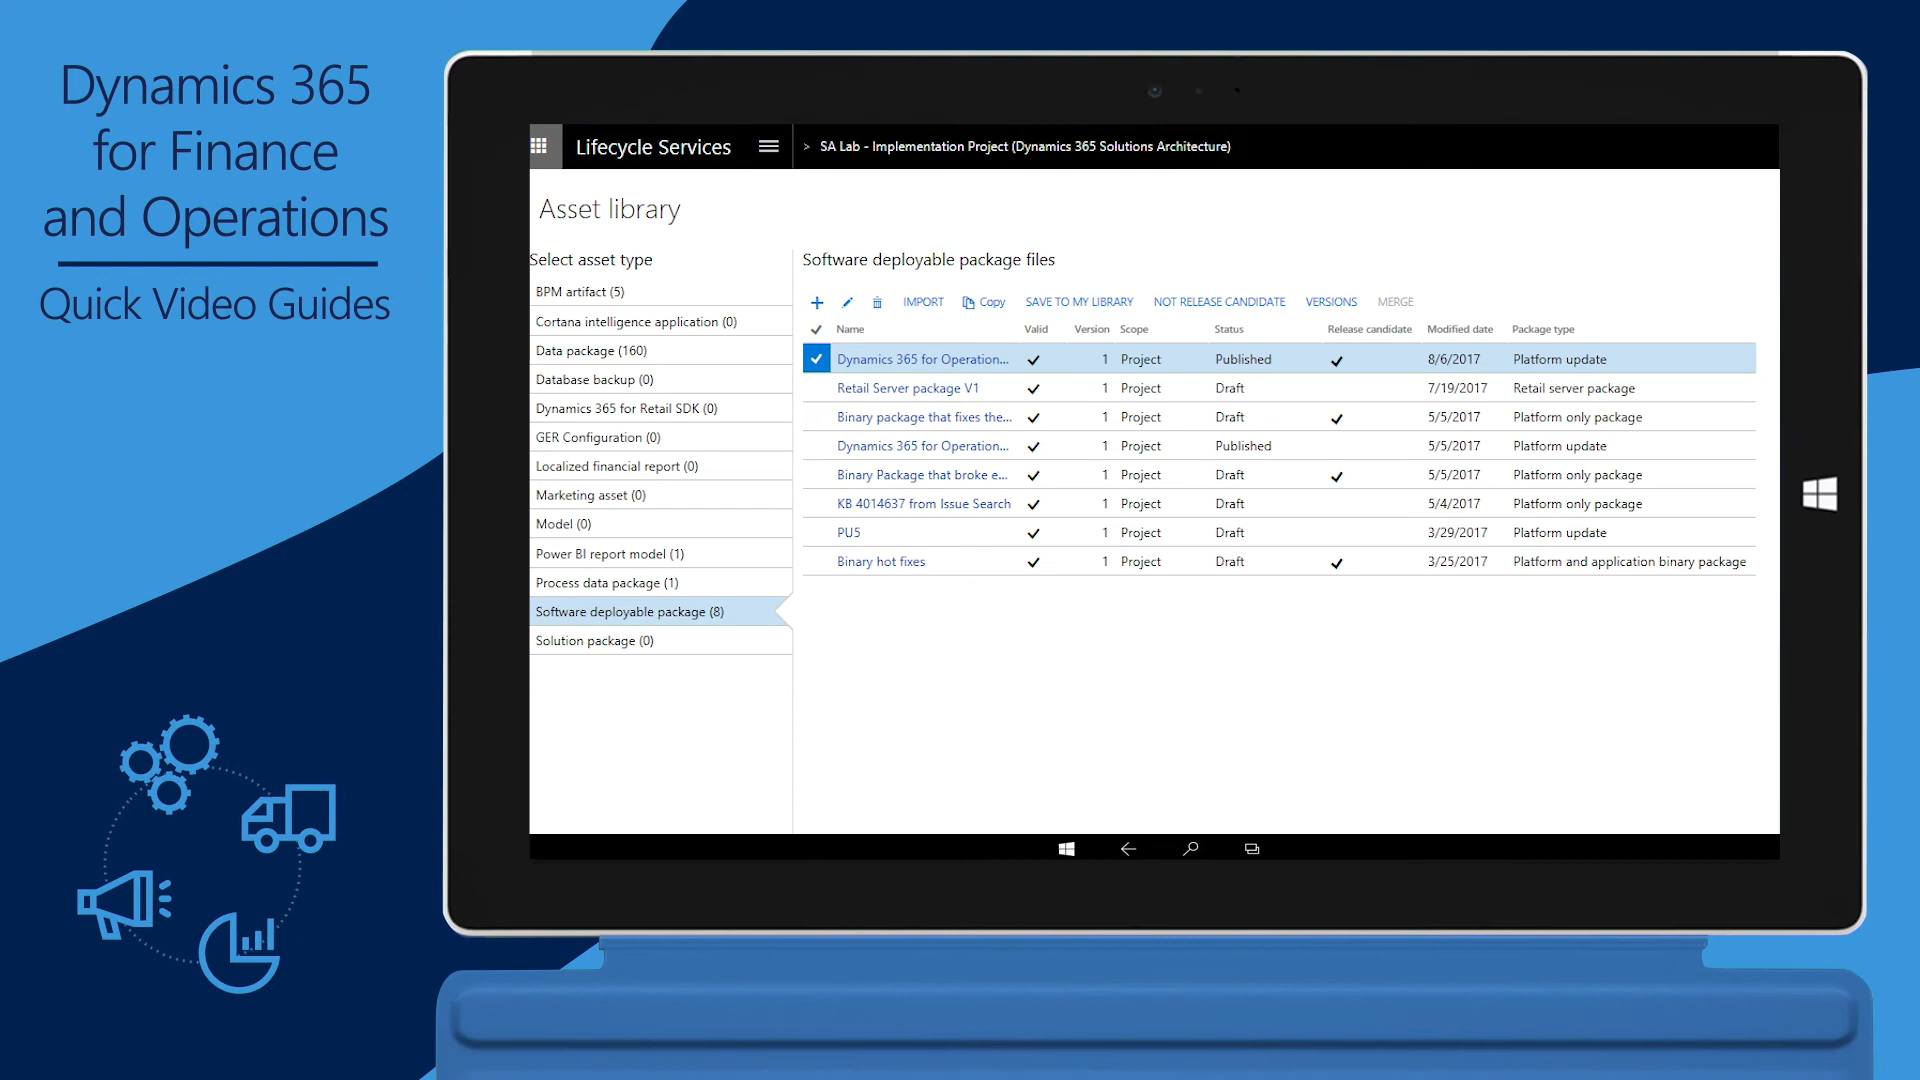 Dynamics 365
for Finance
and Operations
Quick Video Guides
Lifecycle Services
> SA Lab - Implementation Project (Dynamics 365 Solutions Architecture)
Asset library
Select asset type
BPM artifact (5)
Cortana intelligence application (0)
Data package (160)
Database backup (0)
Dynamics 365 for Retail SDK (0)
GER Configuration (0)
Localized financial report (0)
Marketing asset (0)
Model (0)
Power BI report model (1)
Process data package (1)
Software deployable package (8)
Solution package (0)
Software deployable package files
IMPORT Copy SAVE TO MY LIBRARY NOT RELEASE CANDIDATE VERSIONS MERGE
Name Valid Version Scope Status Release candidate Modified date Package type
Dynamics 365 for Operation... 1 Project Published 8/6/2017 Platform update
Retail Server package V1 1 Project Draft 7/19/2017 Retail server package
Binary package that fixes the... 1 Project Draft 5/5/2017 Platform only package
Dynamics 365 for Operation... 1 Project Published 5/5/2017 Platform update
Binary Package that broke e... 1 Project Draft 5/5/2017 Platform only package
KB 4014637 from Issue Search 1 Project Draft 5/4/2017 Platform only package
PU5 1 Project Draft 3/29/2017 Platform update
Binary hot fixes 1 Project Draft 3/25/2017 Platform and application binary package